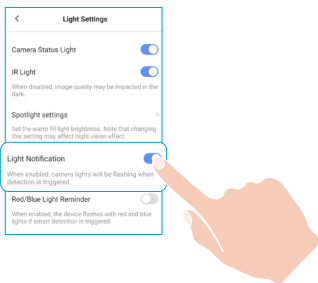 < Light Settings
Camera Status Light
IR Light
When disabled, image quality may be impacted in the
dark.
Spotlight settings >
Set the warm fill light brightness. Note that changing
this setting may affect night vision effect.
Light Notification
When enabled, camera lights will be flashing when
detection is triggered.
Red/Blue Light Reminder
When enabled, the device flashes with red and blue
lights if smart detection is triggered